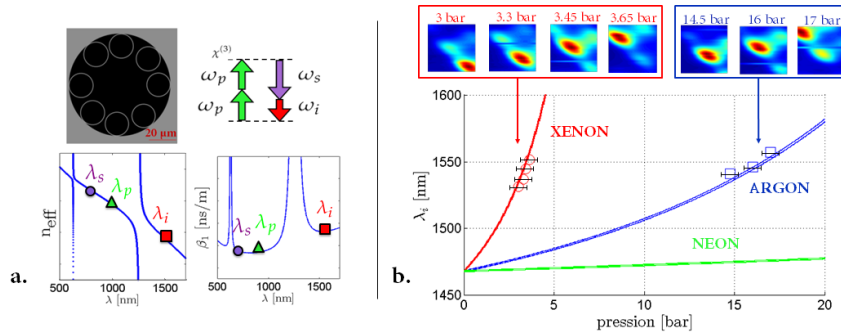 χ(3)
ωp
ωs
ωp
ωi
20 μm
λs
λp
λi
neff
500
1000
1500
λ [nm]
λs
λp
λi
β1 [ns/m]
500
1000
1500
λ [nm]
a.
3 bar
3.3 bar
3.45 bar
3.65 bar
14.5 bar
16 bar
17 bar
1600
1550
1500
1450
λi [nm]
XENON
ARGON
NEON
0
5
10
15
20
pression [bar]
b.